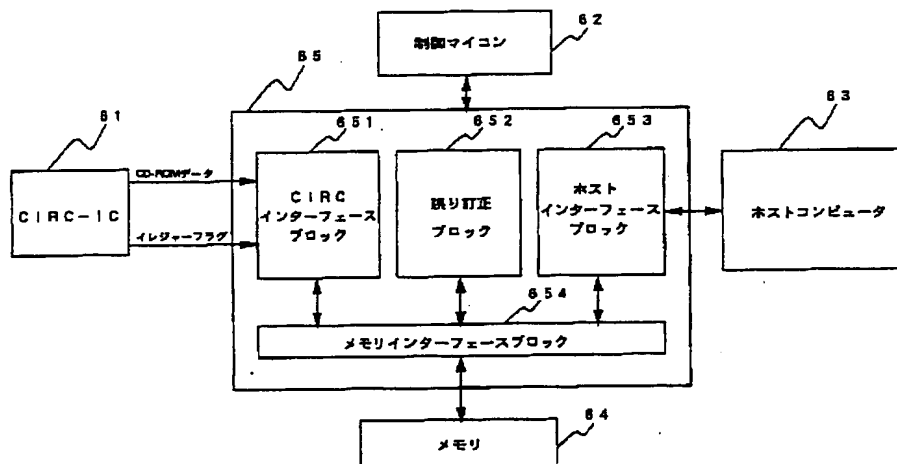 ６２
制御マイコン
６５
６１
６５１
６５２
６５３
６３
CD-ROMデータ
ＣＩＲＣ－ＩＣ
ＣＩＲＣ
インターフェース
ブロック
誤り訂正
ブロック
ホスト
インターフェース
ブロック
ホストコンピュータ
イレジャーフラグ
６５４
メモリインターフェースブロック
６４
メモリ